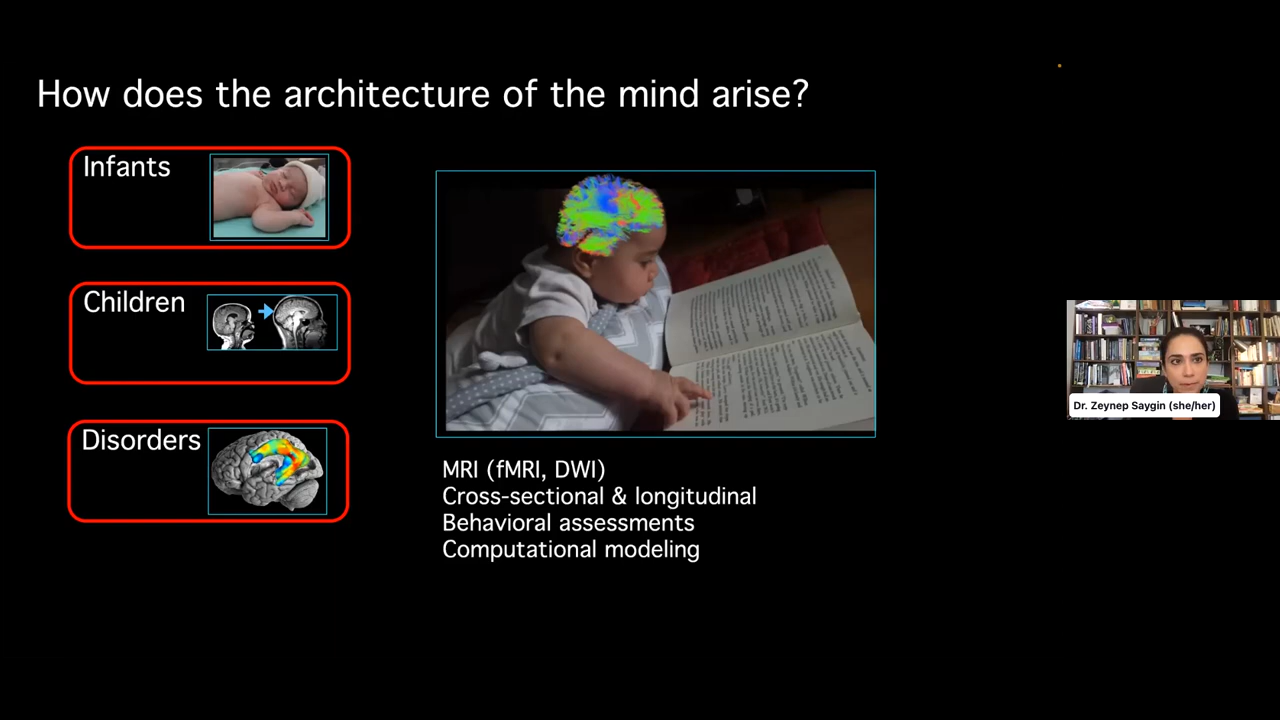 How does the architecture of the mind arise?
Infants
Children
Disorders
MRI (fMRI, DWI)
Cross-sectional & longitudinal
Behavioral assessments
Computational modeling
Dr. Zeynep Saygin (she/her)